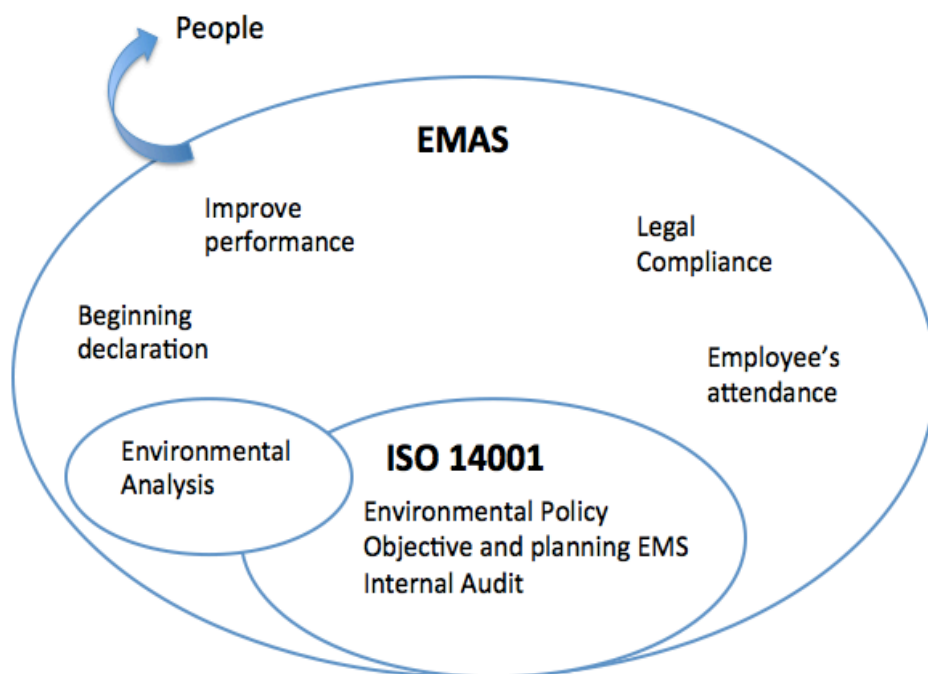 People
EMAS
Improve
performance
Legal
Compliance
Beginning
declaration
Employee's
attendance
Environmental
Analysis
ISO 14001
Environmental Policy
Objective and planning EMS
Internal Audit